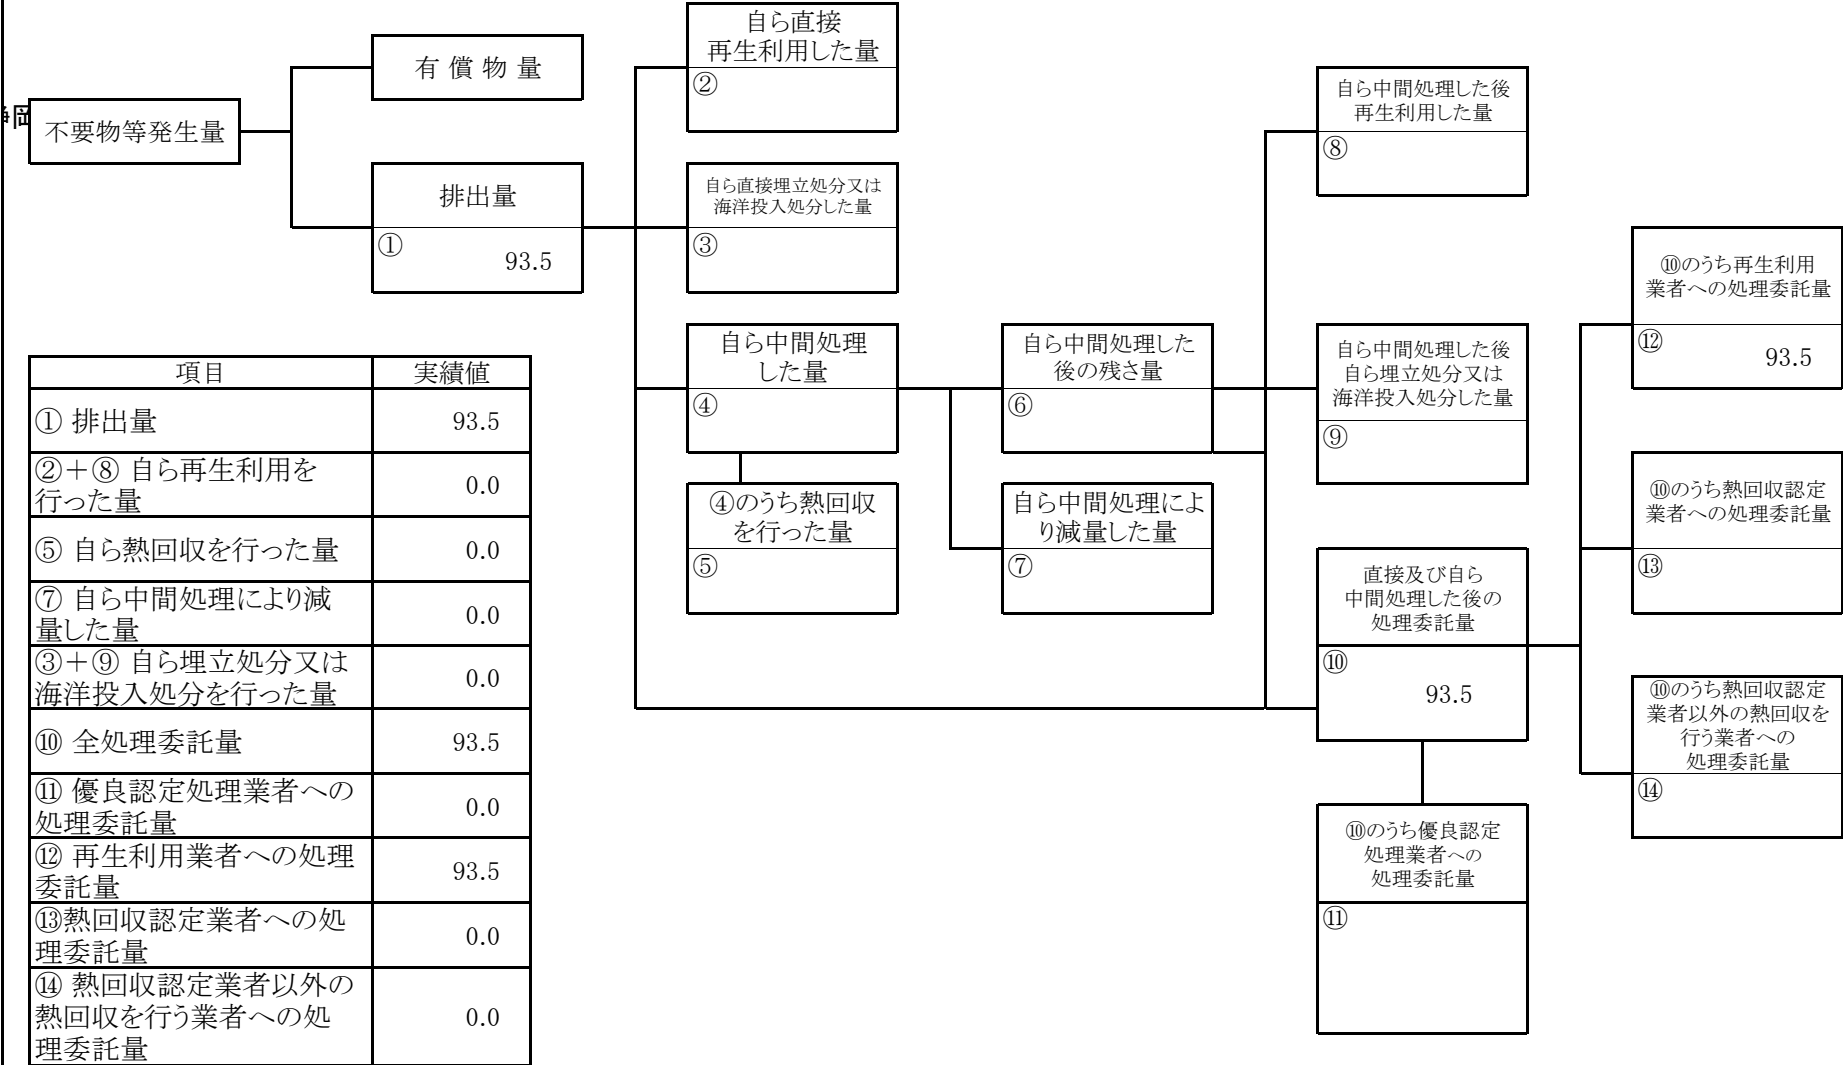 自ら直接
再生利用した量
②
有 償 物 量
岡
不要物等発生量
排出量
①
93.5
自ら直接埋立処分又は
海洋投入処分した量
③
自ら中間処理した後
再生利用した量
⑧
⑩のうち再生利用
業者への処理委託量
⑫
93.5
自ら中間処理
した量
④
自ら中間処理した
後の残さ量
⑥
自ら中間処理した後
自ら埋立処分又は
海洋投入処分した量
⑨
④のうち熱回収
を行った量
⑤
自ら中間処理によ
り減量した量
⑦
⑩のうち熱回収認定
業者への処理委託量
⑬
直接及び自ら
中間処理した後の
処理委託量
⑩
93.5
⑩のうち熱回収認定
業者以外の熱回収を
行う業者への
処理委託量
⑭
⑩のうち優良認定
処理業者への
処理委託量
⑪
項目 実績値
① 排出量 93.5
②＋⑧ 自ら再生利用を
行った量 0.0
⑤ 自ら熱回収を行った量 0.0
⑦ 自ら中間処理により減
量した量 0.0
③＋⑨ 自ら埋立処分又は
海洋投入処分を行った量 0.0
⑩ 全処理委託量 93.5
⑪ 優良認定処理業者への
処理委託量 0.0
⑫ 再生利用業者への処理
委託量 93.5
⑬熱回収認定業者への処
理委託量 0.0
⑭ 熱回収認定業者以外の
熱回収を行う業者への処
理委託量 0.0